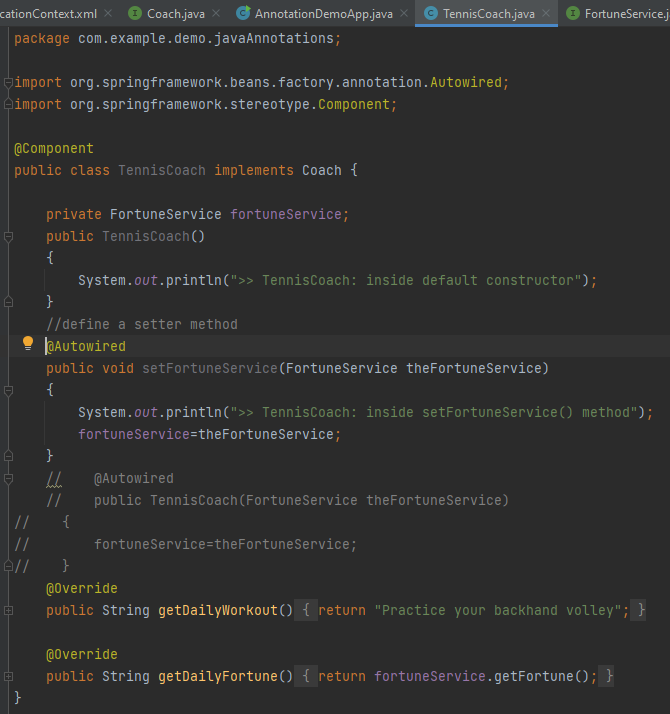 cationContext.xml Coach.java AnnotationDemoApp.java TennisCoach.java FortuneService.j
package com.example.demo.javaAnnotations;
import org.springframework.beans.factory.annotation.Autowired;
import org.springframework.stereotype.Component;
@Component
public class TennisCoach implements Coach {
private FortuneService fortuneService;
public TennisCoach()
{
System.out.println(">> TennisCoach: inside default constructor");
}
//define a setter method
@Autowired
public void setFortuneService(FortuneService theFortuneService)
{
System.out.println(">> TennisCoach: inside setFortuneService() method");
fortuneService=theFortuneService;
}
//    @Autowired
//    public TennisCoach(FortuneService theFortuneService)
//    {
//        fortuneService=theFortuneService;
//    }
@Override
public String getDailyWorkout() { return "Practice your backhand volley"; }
@Override
public String getDailyFortune() { return fortuneService.getFortune(); }
}